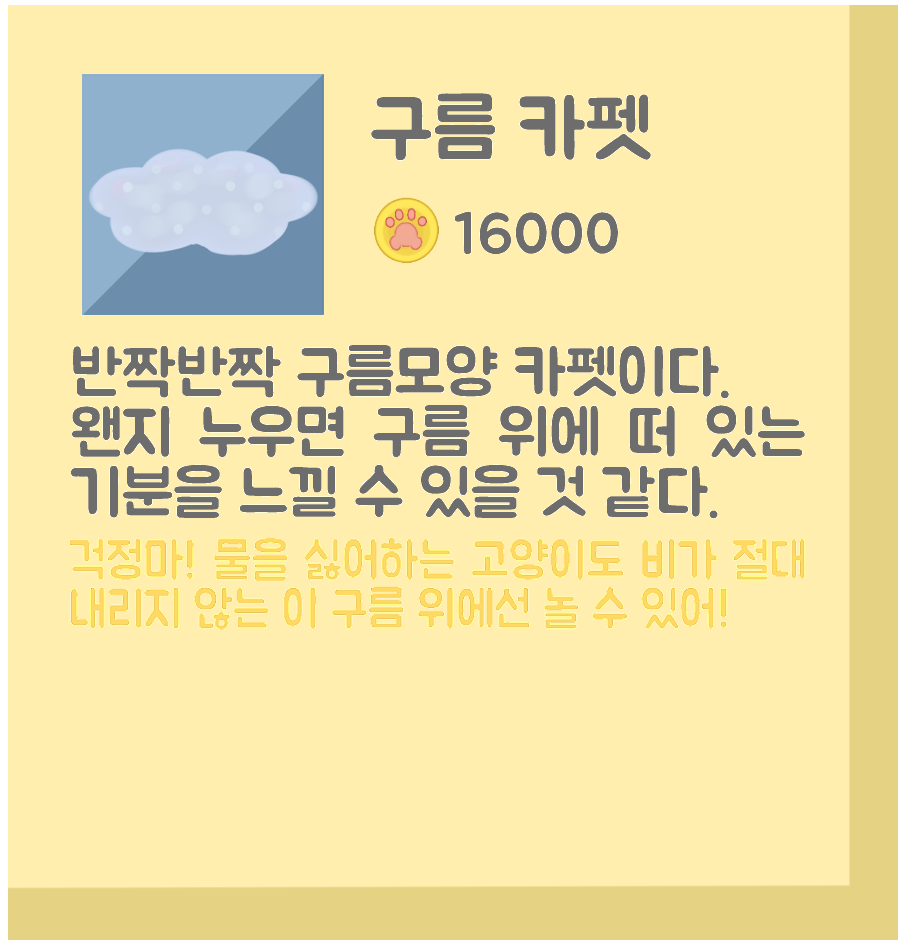 구름 카펫
16000
반짝반짝 구름모양 카펫이다.
왠지 누우면 구름 위에 떠 있는
기분을 느낄 수 있을 것 같다.
걱정마! 물을 싫어하는 고양이도 비가 절대
내리지 않는 이 구름 위에선 놀 수 있어!